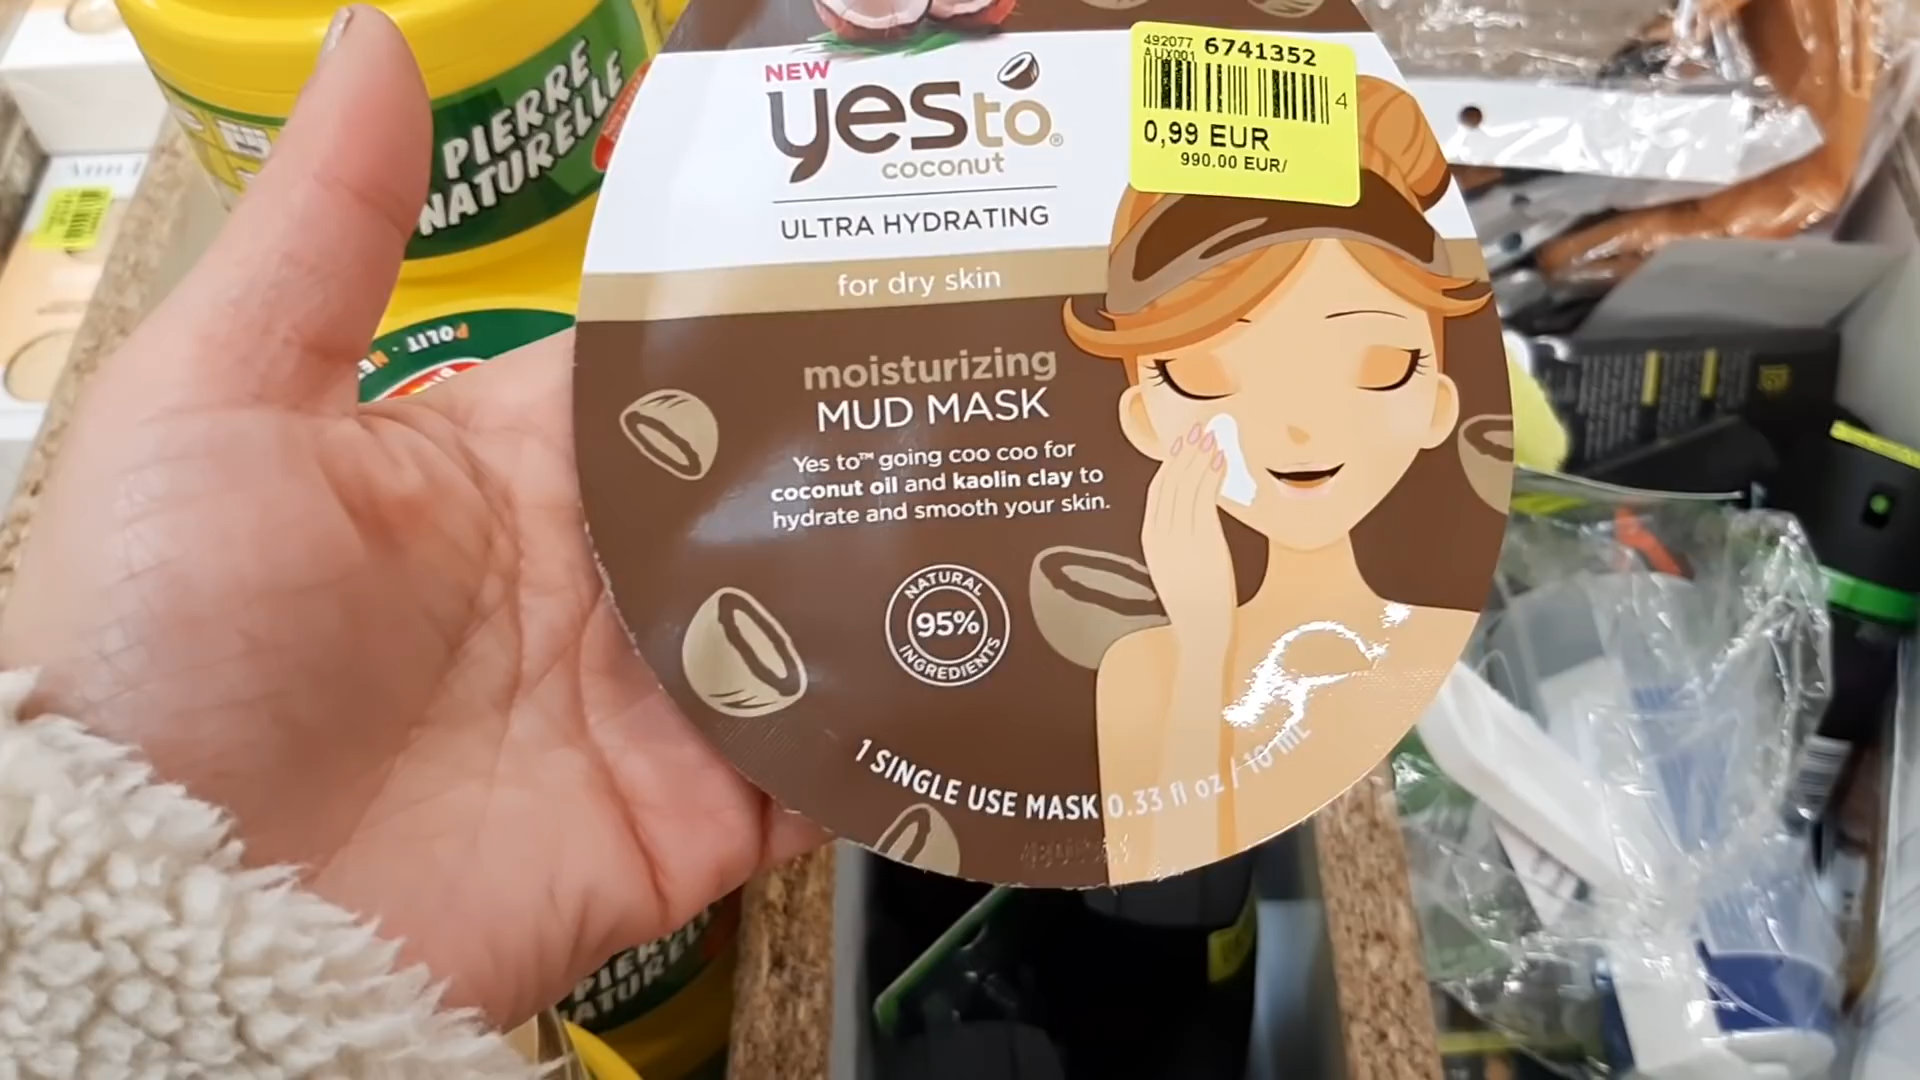 PIERRE
NATURELLE
POLIT
NEW
yes to®
coconut
ULTRA HYDRATING
for dry skin
moisturizing
MUD MASK
Yes to™ going coo coo for
coconut oil and kaolin clay to
hydrate and smooth your skin.
NATURAL
95%
INGREDIENTS
1 SINGLE USE MASK 0.33 fl oz / 10 mL
492077 6741352
AUX001
4
0,99 EUR
990.00 EUR/